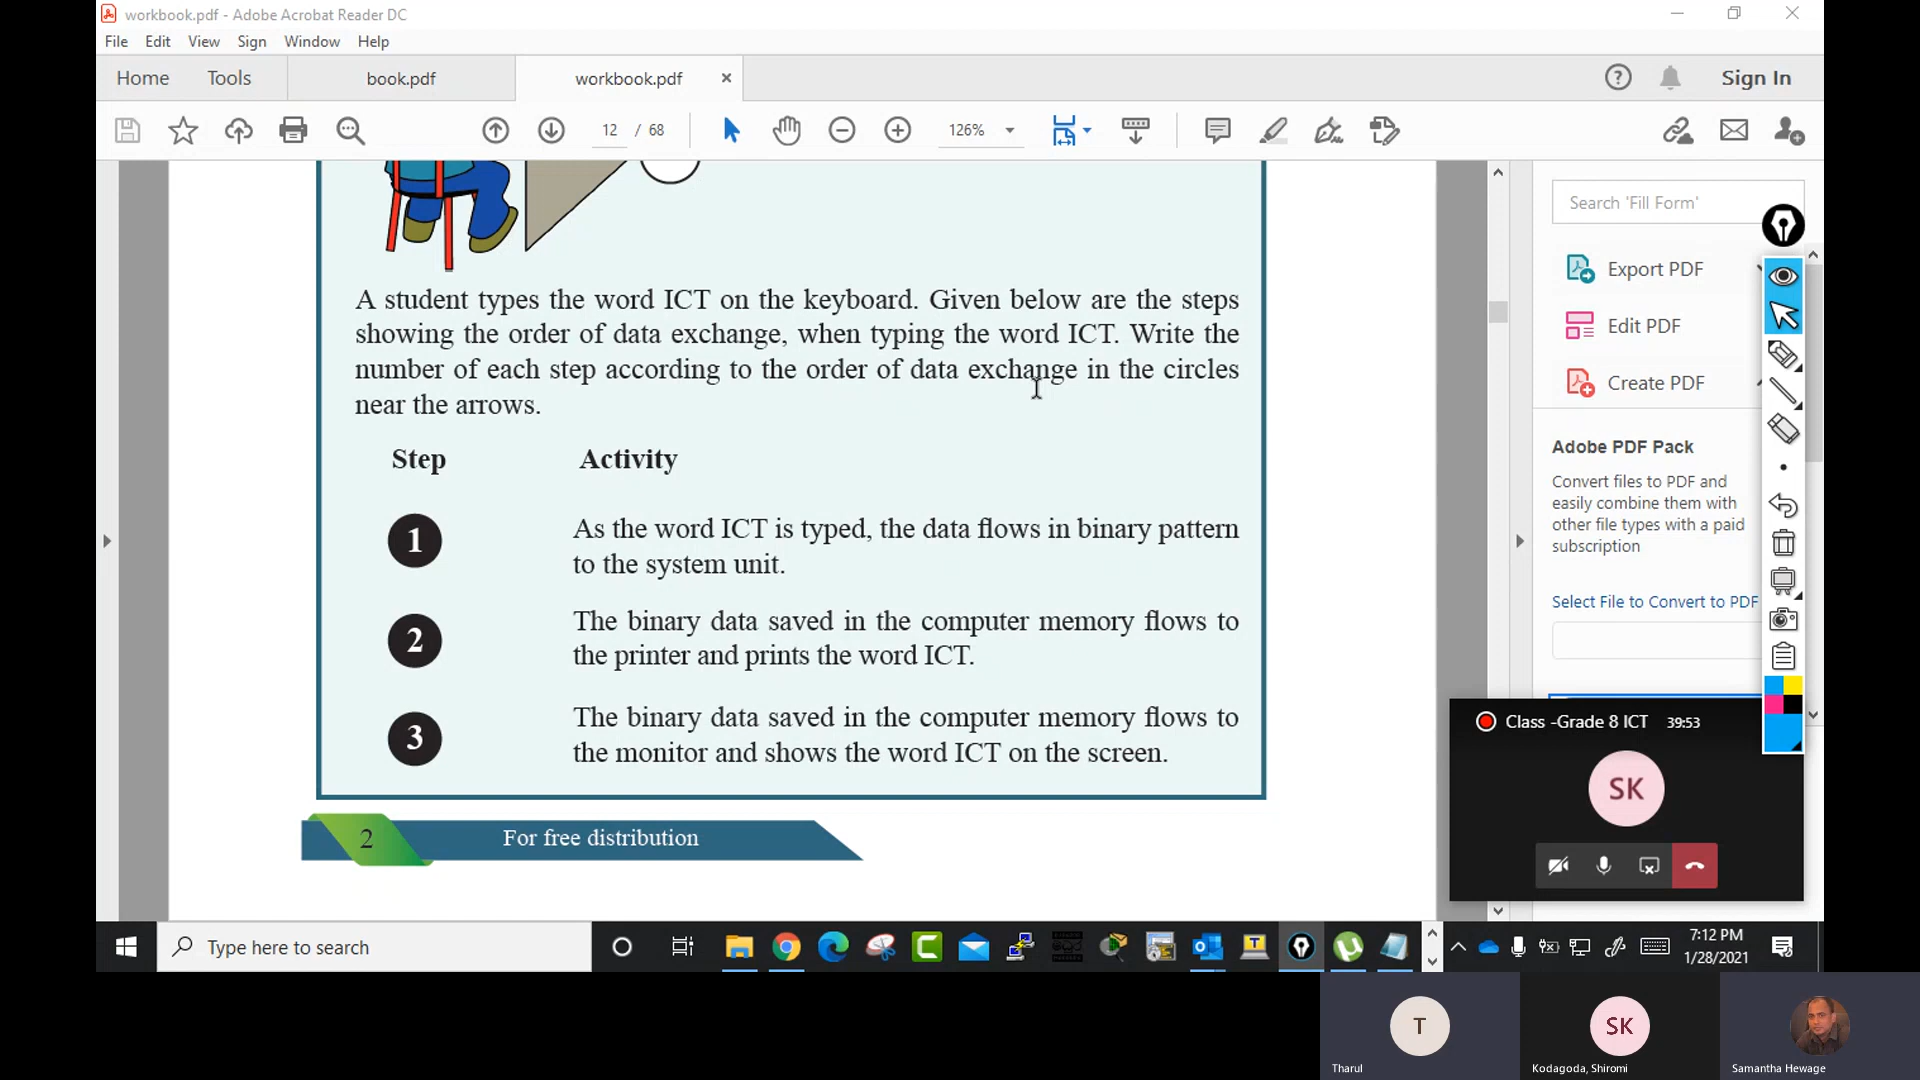 workbook.pdf - Adobe Acrobat Reader DC
File Edit View Sign Window Help
Home Tools book.pdf workbook.pdf × Sign In
12 / 68 126%
A student types the word ICT on the keyboard. Given below are the steps
showing the order of data exchange, when typing the word ICT. Write the
number of each step according to the order of data exchange in the circles
near the arrows.
Step Activity
1 As the word ICT is typed, the data flows in binary pattern
to the system unit.
2 The binary data saved in the computer memory flows to
the printer and prints the word ICT.
3 The binary data saved in the computer memory flows to
the monitor and shows the word ICT on the screen.
2 For free distribution
Search 'Fill Form'
Export PDF
Edit PDF
Create PDF
Adobe PDF Pack
Convert files to PDF and
easily combine them with
other file types with a paid
subscription
Select File to Convert to PDF
Class -Grade 8 ICT 39:53
SK
Type here to search
7:12 PM
1/28/2021
T SK
Tharul Kodagoda, Shiromi Samantha Hewage